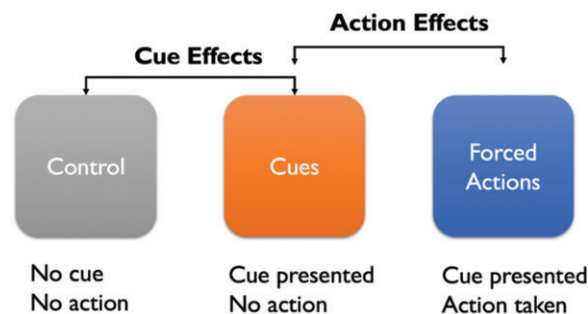 Action Effects
Cue Effects
Control
Cues
Forced
Actions
No cue
No action
Cue presented
No action
Cue presented
Action taken